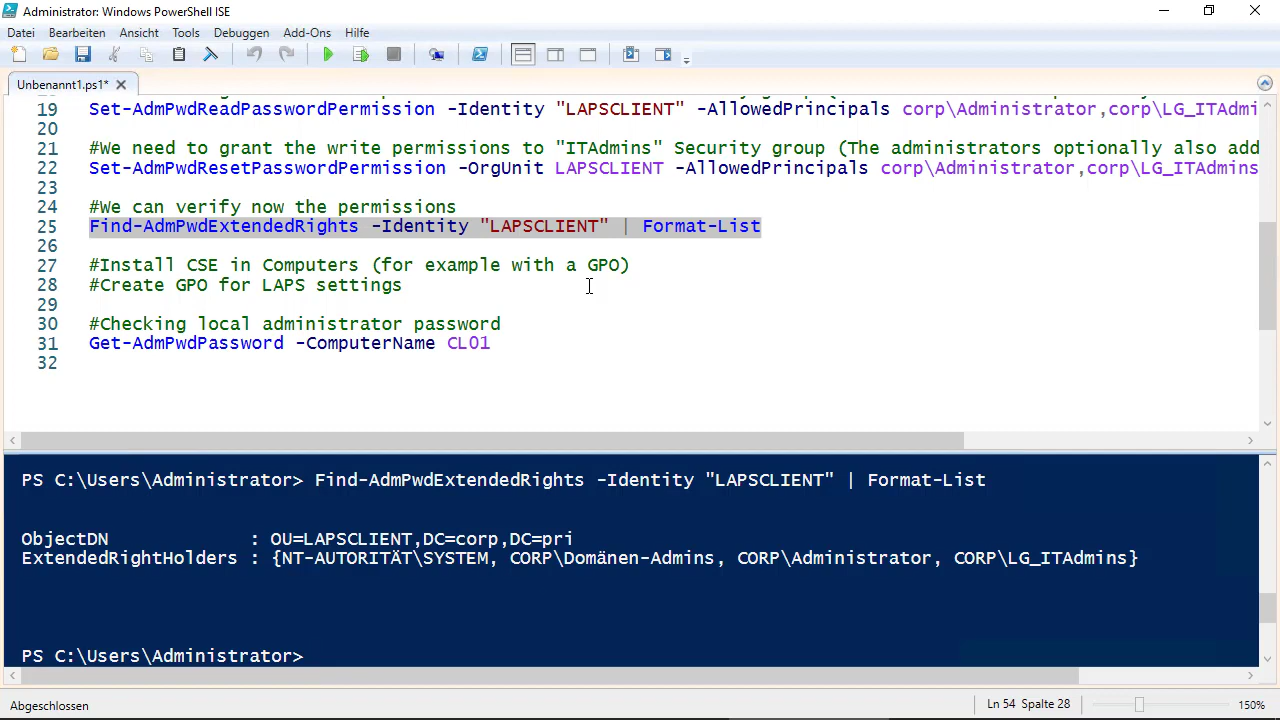 Administrator: Windows PowerShell ISE
Datei Bearbeiten Ansicht Tools Debuggen Add-Ons Hilfe
Unbenannt1.ps1*
19 Set-AdmPwdReadPasswordPermission -Identity "LAPSCLIENT" -AllowedPrincipals corp\Administrator,corp\LG_ITAdmi
20
21 #We need to grant the write permissions to "ITAdmins" Security group (The administrators optionally also add
22 Set-AdmPwdResetPasswordPermission -OrgUnit LAPSCLIENT -AllowedPrincipals corp\Administrator,corp\LG_ITAdmins
23
24 #We can verify now the permissions
25 Find-AdmPwdExtendedRights -Identity "LAPSCLIENT" | Format-List
26
27 #Install CSE in Computers (for example with a GPO)
28 #Create GPO for LAPS settings
29
30 #Checking local administrator password
31 Get-AdmPwdPassword -ComputerName CL01
32
PS C:\Users\Administrator> Find-AdmPwdExtendedRights -Identity "LAPSCLIENT" | Format-List
ObjectDN : OU=LAPSCLIENT,DC=corp,DC=pri
ExtendedRightHolders : {NT-AUTORITÄT\SYSTEM, CORP\Domänen-Admins, CORP\Administrator, CORP\LG_ITAdmins}
PS C:\Users\Administrator>
Abgeschlossen Ln 54 Spalte 28 150%